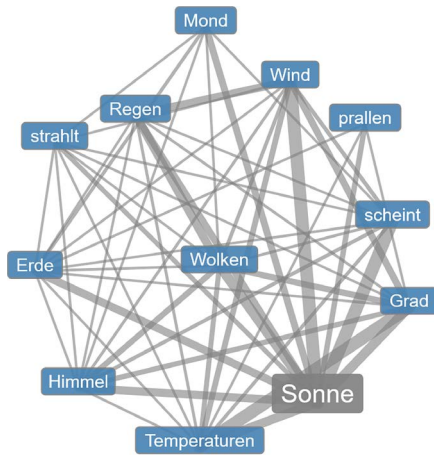 Mond
Wind
Regen
prallen
strahlt
scheint
Wolken
Erde
Grad
Himmel
Sonne
Temperaturen